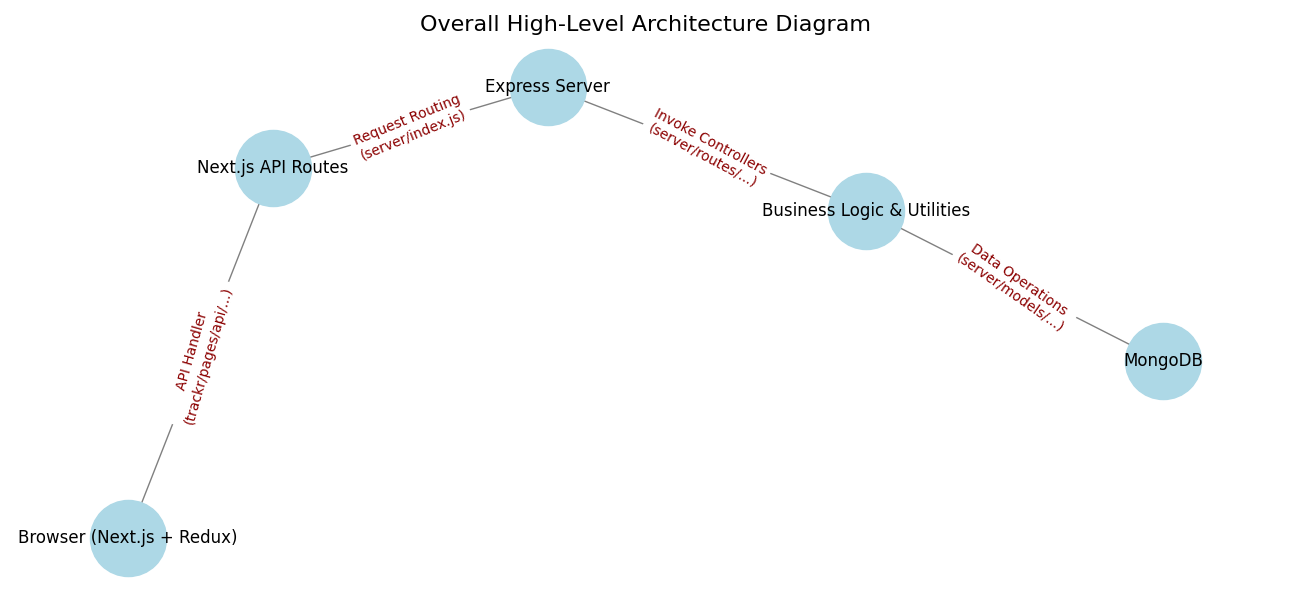 Overall High-Level Architecture Diagram
Express Server
Request Routing
(server/index.js)
Invoke Controllers
(server/routes/...)
Next.js API Routes
Business Logic & Utilities
Data Operations
(server/models/...)
API Handler
(trackr/pages/api/...)
MongoDB
Browser (Next.js + Redux)